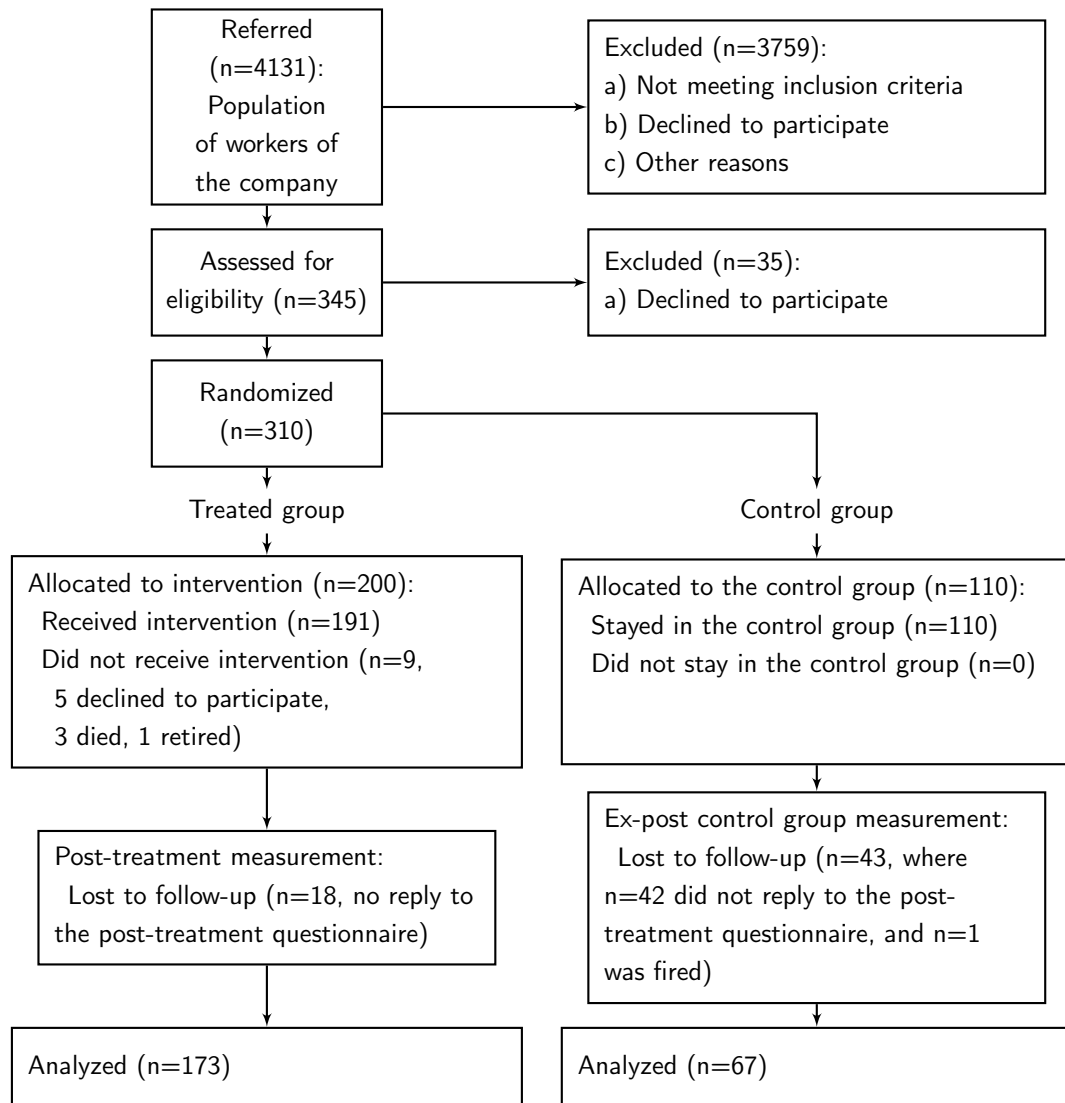 Referred
(n=4131):
Population
of workers of
the company
Excluded (n=3759):
a) Not meeting inclusion criteria
b) Declined to participate
c) Other reasons
Assessed for
eligibility (n=345)
Excluded (n=35):
a) Declined to participate
Randomized
(n=310)
Treated group
Control group
Allocated to intervention (n=200):
Received intervention (n=191)
Did not receive intervention (n=9,
5 declined to participate,
3 died, 1 retired)
Allocated to the control group (n=110):
Stayed in the control group (n=110)
Did not stay in the control group (n=0)
Post-treatment measurement:
Lost to follow-up (n=18, no reply to
the post-treatment questionnaire)
Ex-post control group measurement:
Lost to follow-up (n=43, where
n=42 did not reply to the post-
treatment questionnaire, and n=1
was fired)
Analyzed (n=173)
Analyzed (n=67)